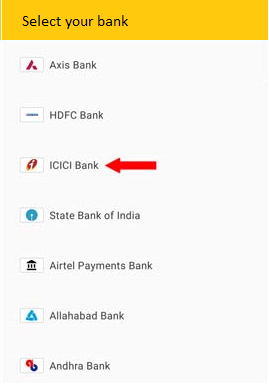 Select your bank
Axis Bank
HDFC Bank
ICICI Bank
State Bank of India
Airtel Payments Bank
Allahabad Bank
Andhra Bank